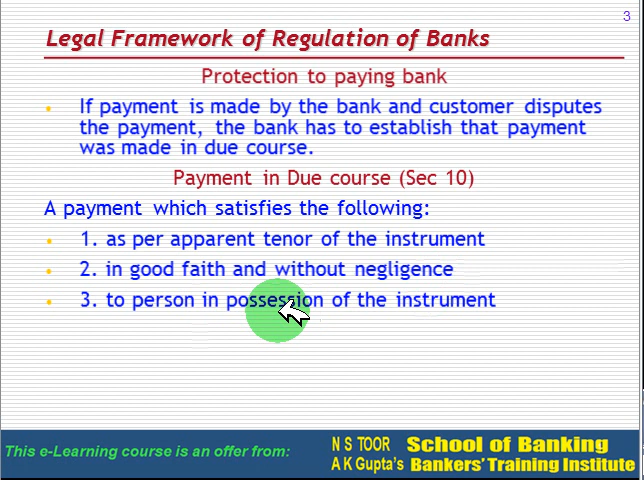 3
Legal Framework of Regulation of Banks
Protection to paying bank
If payment is made by the bank and customer disputes
the payment, the bank has to establish that payment
was made in due course.
Payment in Due course (Sec 10)
A payment which satisfies the following:
1. as per apparent tenor of the instrument
2. in good faith and without negligence
3. to person in possession of the instrument
This e-Learning course is an offer from:
N S TOOR School of Banking
A K Gupta's Bankers' Training Institute